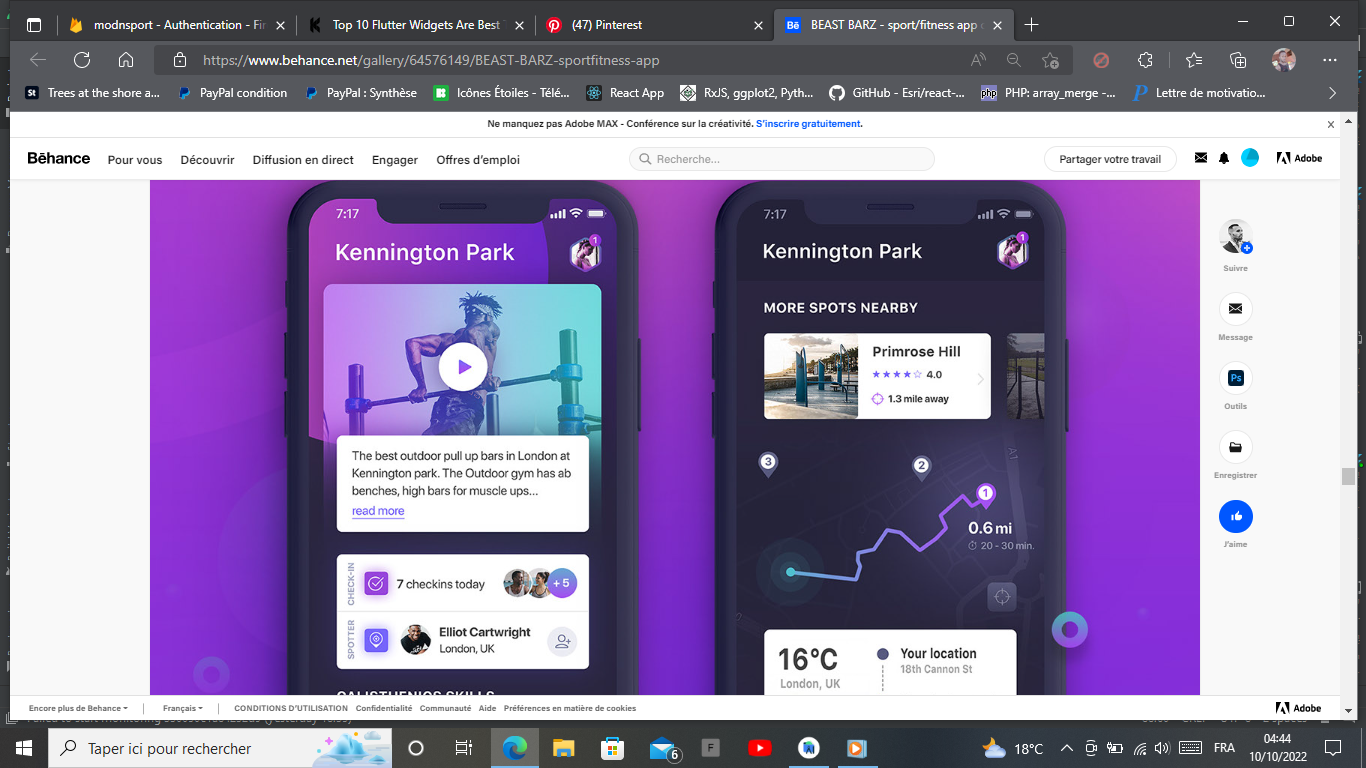 modnsport - Authentication - Fir
Top 10 Flutter Widgets Are Best
(47) Pinterest
BEAST BARZ - sport/fitness app
https://www.behance.net/gallery/64576149/BEAST-BARZ-sportfitness-app
Trees at the shore a...
PayPal condition
PayPal : Synthèse
Icônes Étoiles - Télé...
React App
RxJS, ggplot2, Pyth...
GitHub - Esri/react-...
PHP: array_merge -...
Lettre de motivatio...
Ne manquez pas Adobe MAX - Conférence sur la créativité. S'inscrire gratuitement.
Bēhance
Pour vous
Découvrir
Diffusion en direct
Engager
Offres d'emploi
Recherche...
Partager votre travail
Adobe
7:17
Kennington Park
1
The best outdoor pull up bars in London at
Kennington park. The Outdoor gym has ab
benches, high bars for muscle ups...
read more
CHECK-IN
7 checkins today
+ 5
SPOTTER
Elliot Cartwright
London, UK
CALISTHENICS SKILLS
7:17
Kennington Park
1
MORE SPOTS NEARBY
Primrose Hill
4.0
1.3 mile away
A1
3
2
1
0.6 mi
20 - 30 min.
16°C
London, UK
Your location
18th Cannon St
Suivre
Message
Ps
Outils
Enregistrer
J'aime
Encore plus de Behance
Français
CONDITIONS D'UTILISATION
Confidentialité
Communauté
Aide
Préférences en matière de cookies
Adobe
Taper ici pour rechercher
6
F
18°C
FRA
04:44
10/10/2022